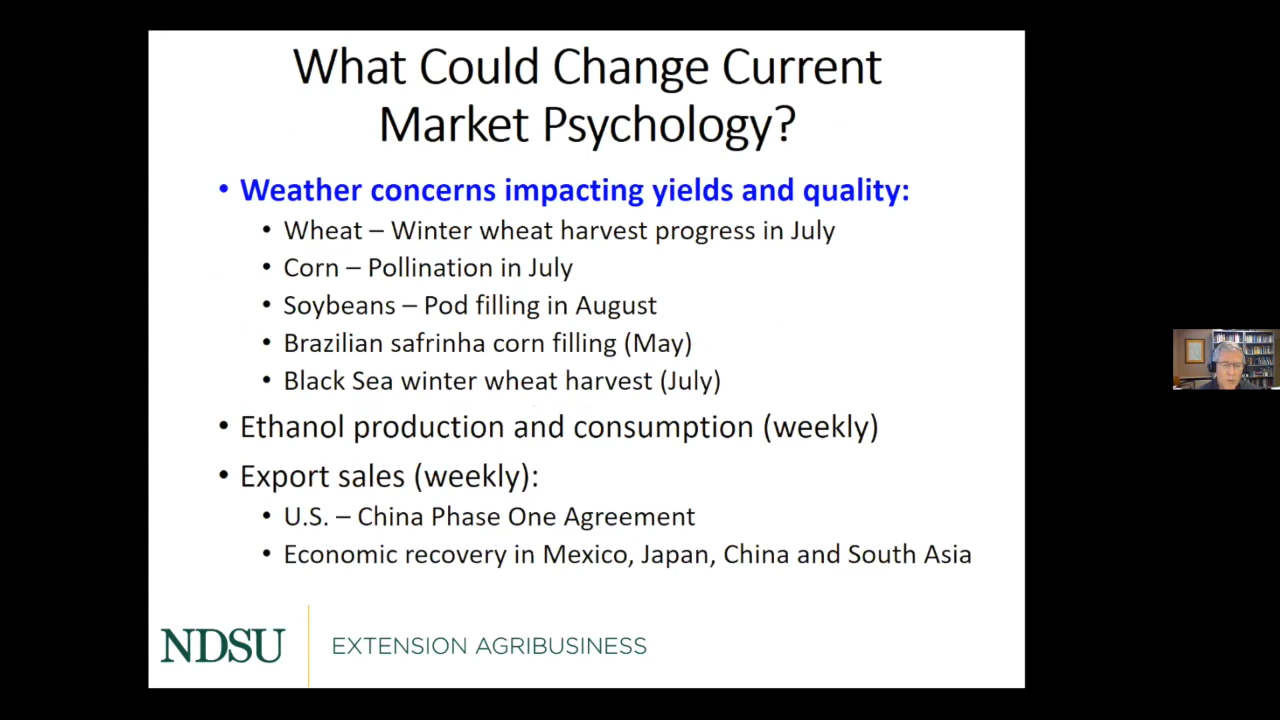 What Could Change Current
Market Psychology?
• Weather concerns impacting yields and quality:
• Wheat – Winter wheat harvest progress in July
• Corn – Pollination in July
• Soybeans – Pod filling in August
• Brazilian safrinha corn filling (May)
• Black Sea winter wheat harvest (July)
• Ethanol production and consumption (weekly)
• Export sales (weekly):
• U.S. – China Phase One Agreement
• Economic recovery in Mexico, Japan, China and South Asia
NDSU EXTENSION AGRIBUSINESS